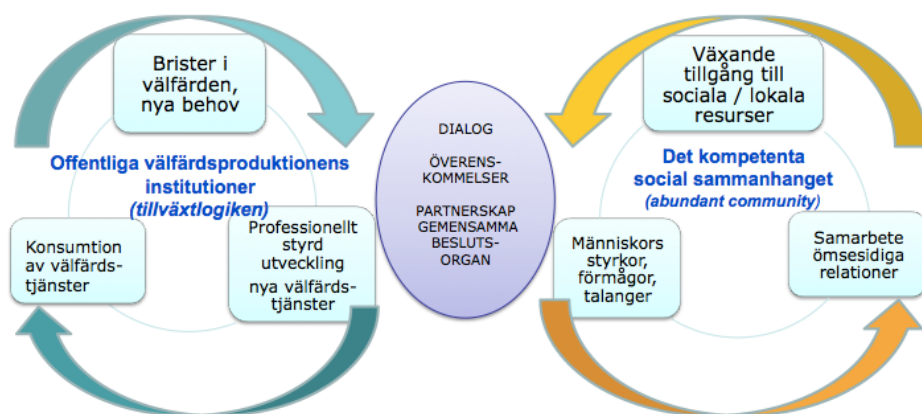 Brister i
välfärden,
nya behov
Offentliga välfärdsproduktionens
institutioner
(tillväxtlogiken)
Konsumtion
av välfärds-
tjänster
Professionellt
styrd
utveckling
nya välfärds-
tjänster
DIALOG
ÖVERENS-
KOMMELSER
PARTNERSKAP
GEMENSAMMA
BESLUTS-
ORGAN
Växande
tillgång till
sociala / lokala
resurser
Det kompetenta
social sammanhanget
(abundant community)
Människors
styrkor,
förmågor,
talanger
Samarbete
ömsesidiga
relationer